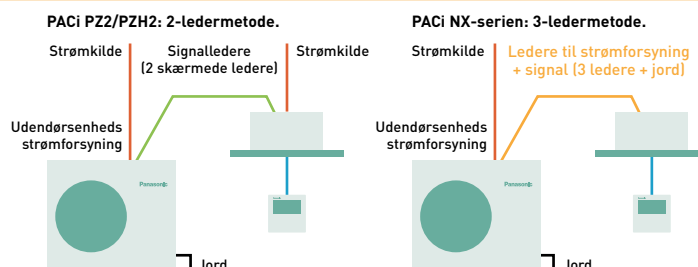 PACi PZ2/PZH2: 2-ledermetode.
Strømkilde
Signalledere
(2 skærmede ledere)
Strømkilde
Udendørsenheds
strømforsyning
Panasonic
Jord
PACi NX-serien: 3-ledermetode.
Strømkilde
Ledere til strømforsyning
+ signal (3 ledere + jord)
Udendørsenheds
strømforsyning
Panasonic
Jord